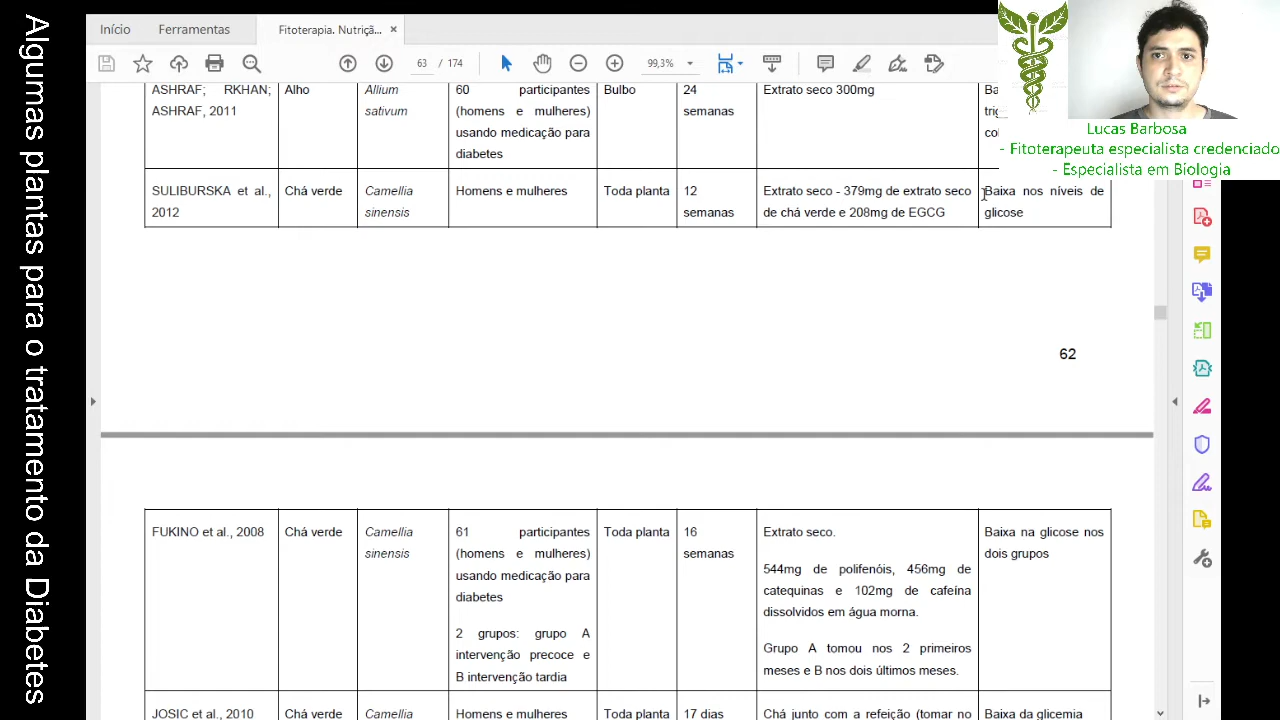 Algumas plantas para o tratamento da Diabetes
Início
Ferramentas
Fitoterapia. Nutriçã...
×
63 / 174
99,3%
Lucas Barbosa
- Fitoterapeuta especialista credenciado
- Especialista em Biologia
ASHRAF; RKHAN;
ASHRAF, 2011
Alho
Allium
sativum
60 participantes
(homens e mulheres)
usando medicação para
diabetes
Bulbo
24
semanas
Extrato seco 300mg
SULIBURSKA et al.,
2012
Chá verde
Camellia
sinensis
Homens e mulheres
Toda planta
12
semanas
Extrato seco - 379mg de extrato seco
de chá verde e 208mg de EGCG
Baixa nos níveis de
glicose
62
FUKINO et al., 2008
Chá verde
Camellia
sinensis
61 participantes
(homens e mulheres)
usando medicação para
diabetes
2 grupos: grupo A
intervenção precoce e
B intervenção tardia
Toda planta
16
semanas
Extrato seco.
544mg de polifenóis, 456mg de
catequinas e 102mg de cafeína
dissolvidos em água morna.
Grupo A tomou nos 2 primeiros
meses e B nos dois últimos meses.
Baixa na glicose nos
dois grupos
JOSIC et al., 2010
Chá verde
Camellia
Homens e mulheres
Toda planta
17 dias
Chá junto com a refeição (tomar no
Baixa da glicemia